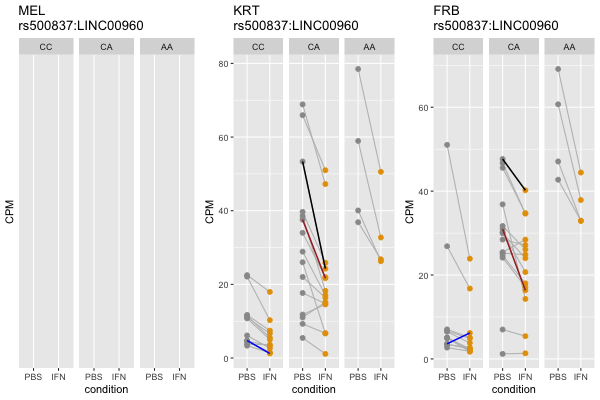 MEL
rs500837:LINC00960
CC CA AA
CPM
PBS IFN PBS IFN PBS IFN
condition
KRT
rs500837:LINC00960
CC CA AA
80
60
40
20
0
CPM
PBS IFN PBS IFN PBS IFN
condition
FRB
rs500837:LINC00960
CC CA AA
60
40
20
0
CPM
PBS IFN PBS IFN PBS IFN
condition